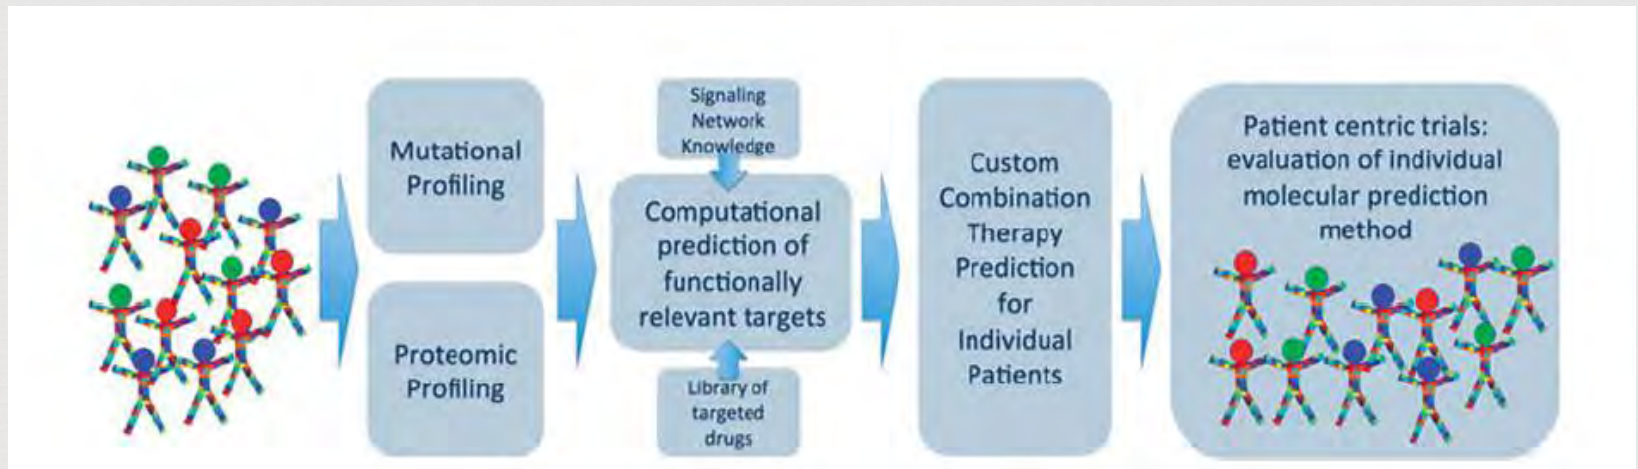 Mutational
Profiling
Proteomic
Profiling
Signaling
Network
Knowledge
Computational
prediction of
functionally
relevant targets
Library of
targeted
drugs
Custom
Combination
Therapy
Prediction
for
Individual
Patients
Patient centric trials:
evaluation of individual
molecular prediction
method